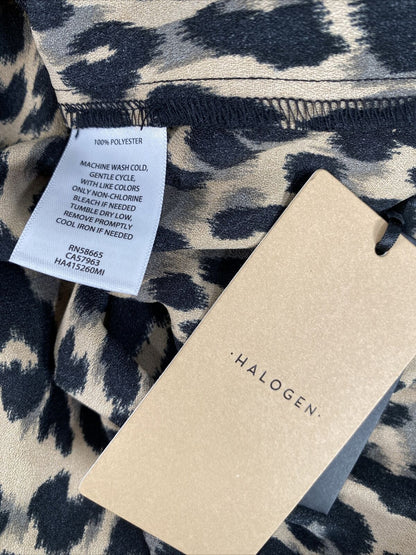 100% POLYESTER
MACHINE WASH COLD,
GENTLE CYCLE,
WITH LIKE COLORS
ONLY NON-CHLORINE
BLEACH IF NEEDED
TUMBLE DRY LOW,
REMOVE PROMPTLY
COOL IRON IF NEEDED
RN58665
CA57963
HA415260MI
·HALOGEN·